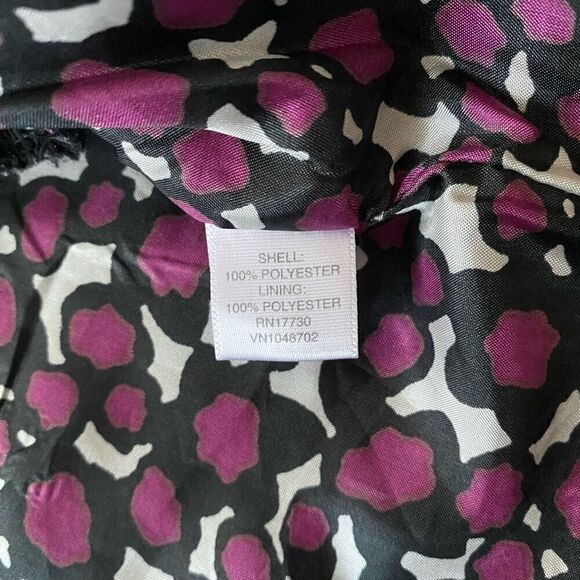 SHELL:
100% POLYESTER
LINING:
100% POLYESTER
RN17730
VN1048702